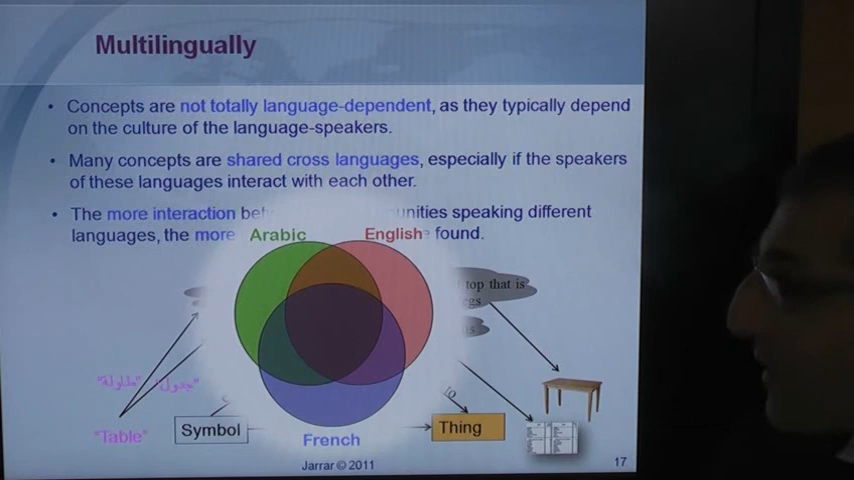 Multilingually
• Concepts are not totally language-dependent, as they typically depend
on the culture of the language-speakers.
• Many concepts are shared cross languages, especially if the speakers
of these languages interact with each other.
• The more interaction unities speaking different
languages, the more found.
Arabic English
top that is
"طاولة" "جدول"
"Table"
Symbol
Thing
French
Jarrar © 2011
17